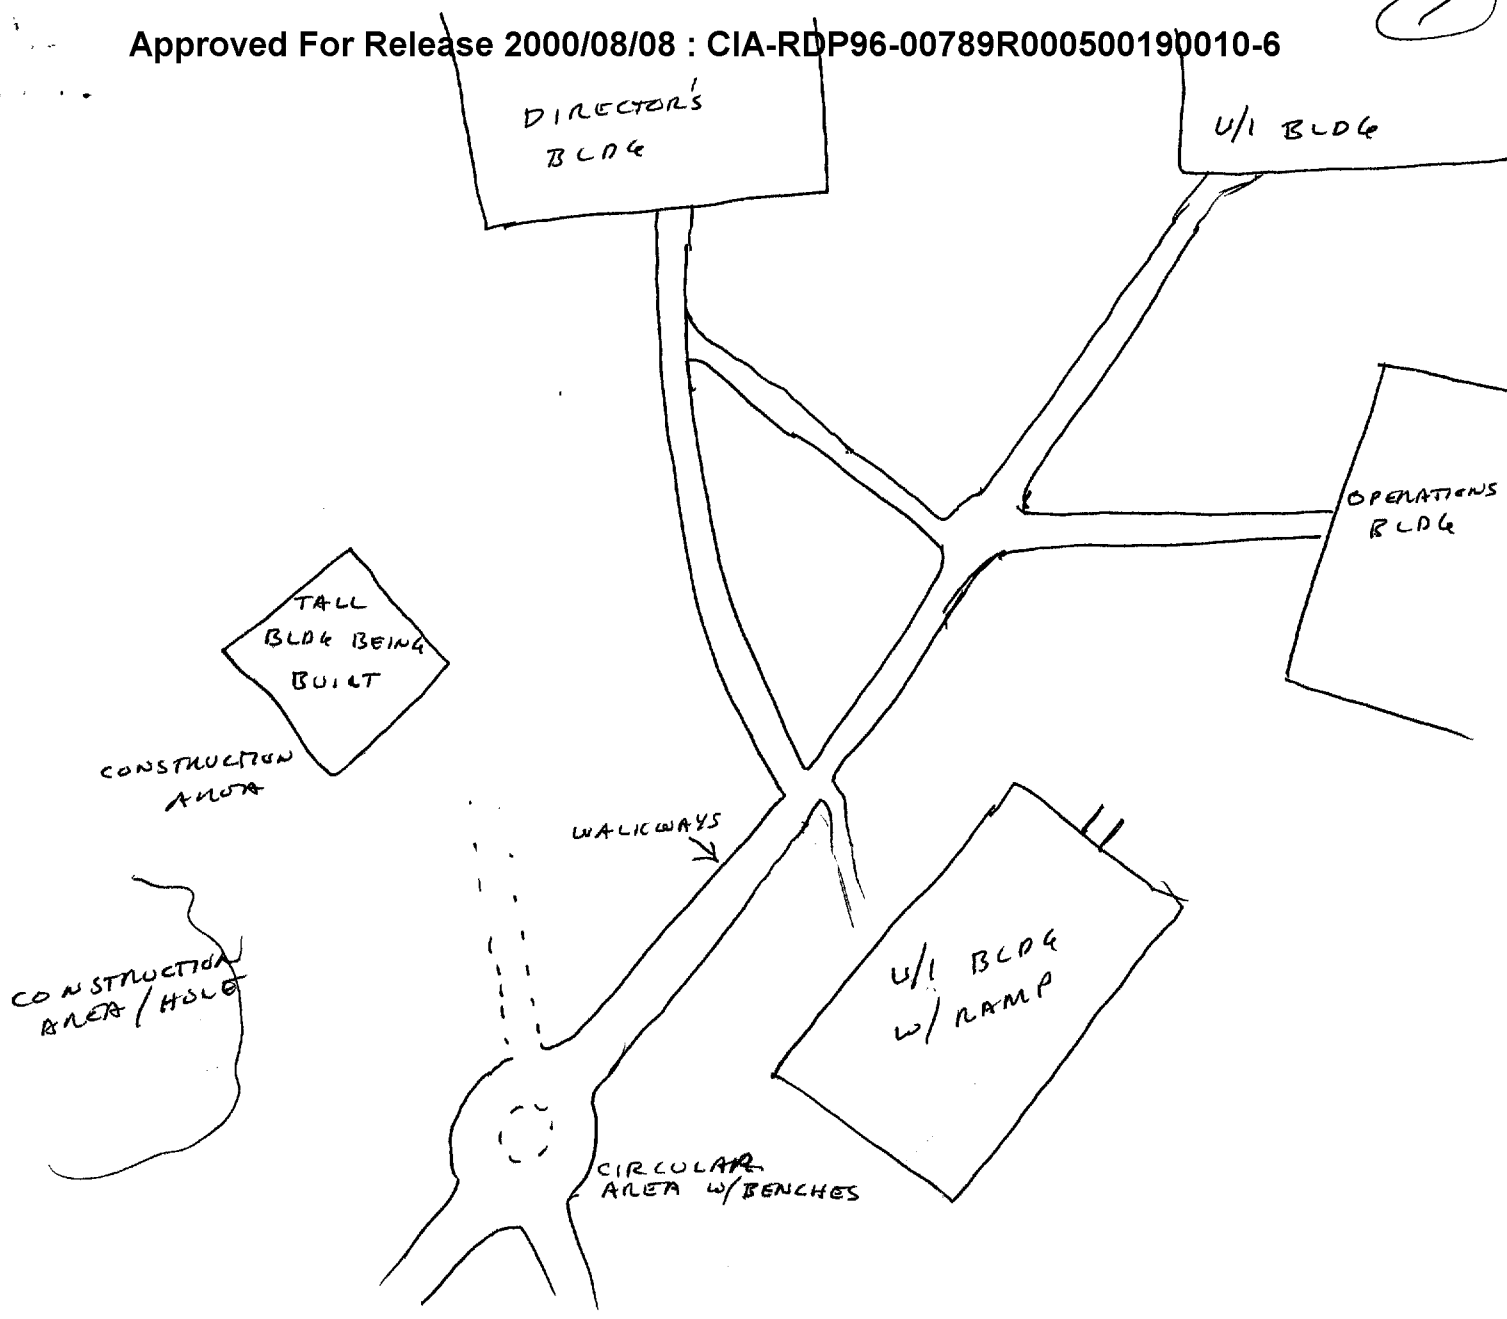 Approved For Release 2000/08/08 : CIA-RDP96-00789R000500190010-6
DIRECTOR'S
BLDG
U/I BLDG
OPERATIONS
BLDG
TALL
BLDG BEING
BUILT
CONSTRUCTION
AREA
WALKWAYS
CONSTRUCTION
AREA/HOLE
U/I BLDG
W/ RAMP
CIRCULAR
AREA W/BENCHES